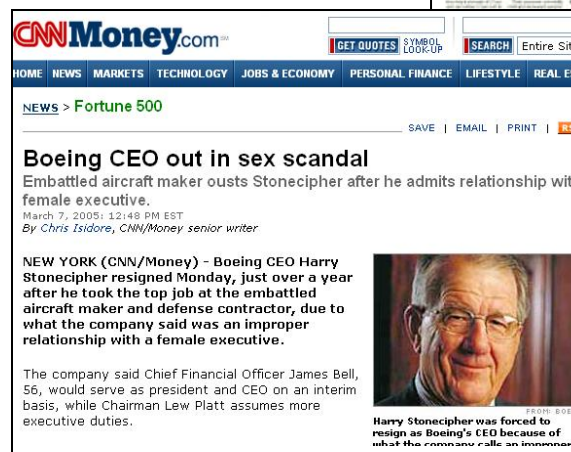 CNNMoney.com
GET QUOTES SYMBOL LOOK-UP SEARCH Entire Sit
HOME NEWS MARKETS TECHNOLOGY JOBS & ECONOMY PERSONAL FINANCE LIFESTYLE REAL E
NEWS > Fortune 500
SAVE | EMAIL | PRINT |
Boeing CEO out in sex scandal
Embattled aircraft maker ousts Stonecipher after he admits relationship wit
female executive.
March 7, 2005: 12:48 PM EST
By Chris Isidore, CNN/Money senior writer
NEW YORK (CNN/Money) - Boeing CEO Harry
Stonecipher resigned Monday, just over a year
after he took the top job at the embattled
aircraft maker and defense contractor, due to
what the company said was an improper
relationship with a female executive.
The company said Chief Financial Officer James Bell,
56, would serve as president and CEO on an interim
basis, while Chairman Lew Platt assumes more
executive duties.
FROM: BOE
Harry Stonecipher was forced to
resign as Boeing's CEO because of
what the company calls an improper